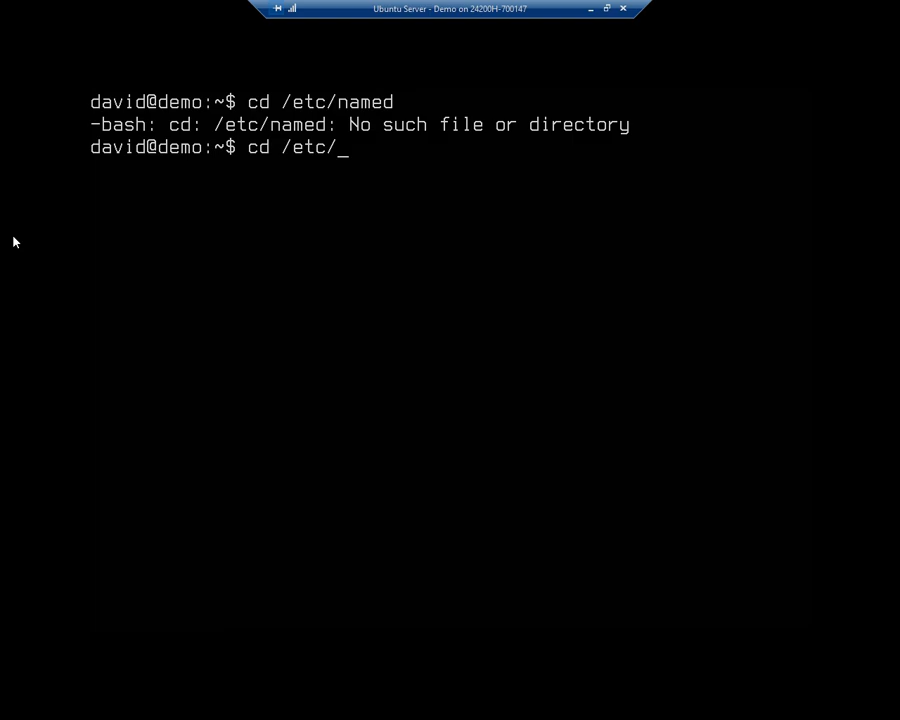 Ubuntu Server - Demo on 24200H-700147
david@demo:~$ cd /etc/named
-bash: cd: /etc/named: No such file or directory
david@demo:~$ cd /etc/_